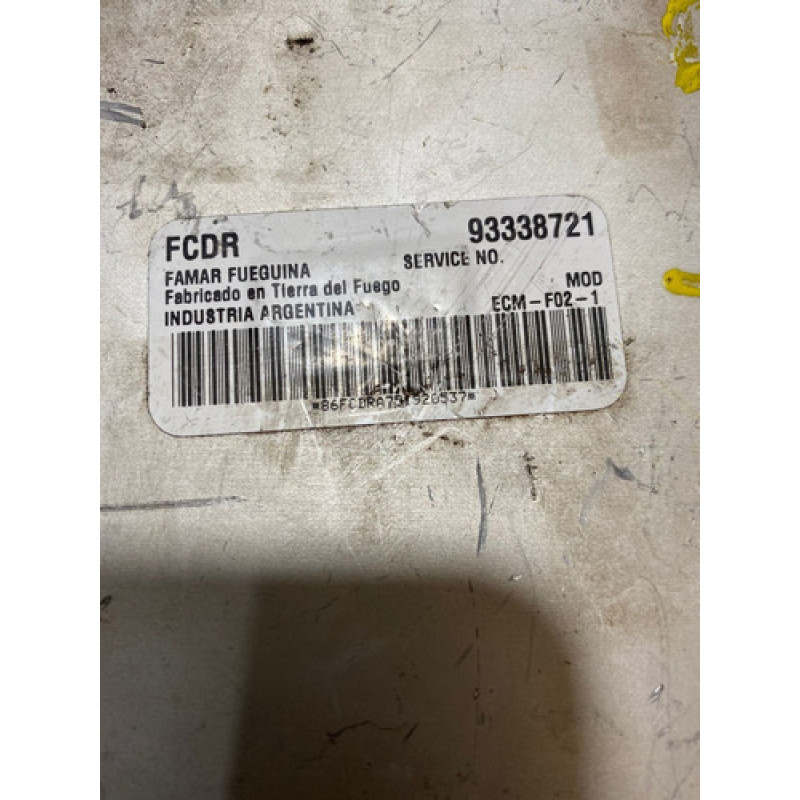 FCDR 93338721
FAMAR FUEGUINA SERVICE NO.
Fabricado en Tierra del Fuego MOD
INDUSTRIA ARGENTINA ECM-F02-1